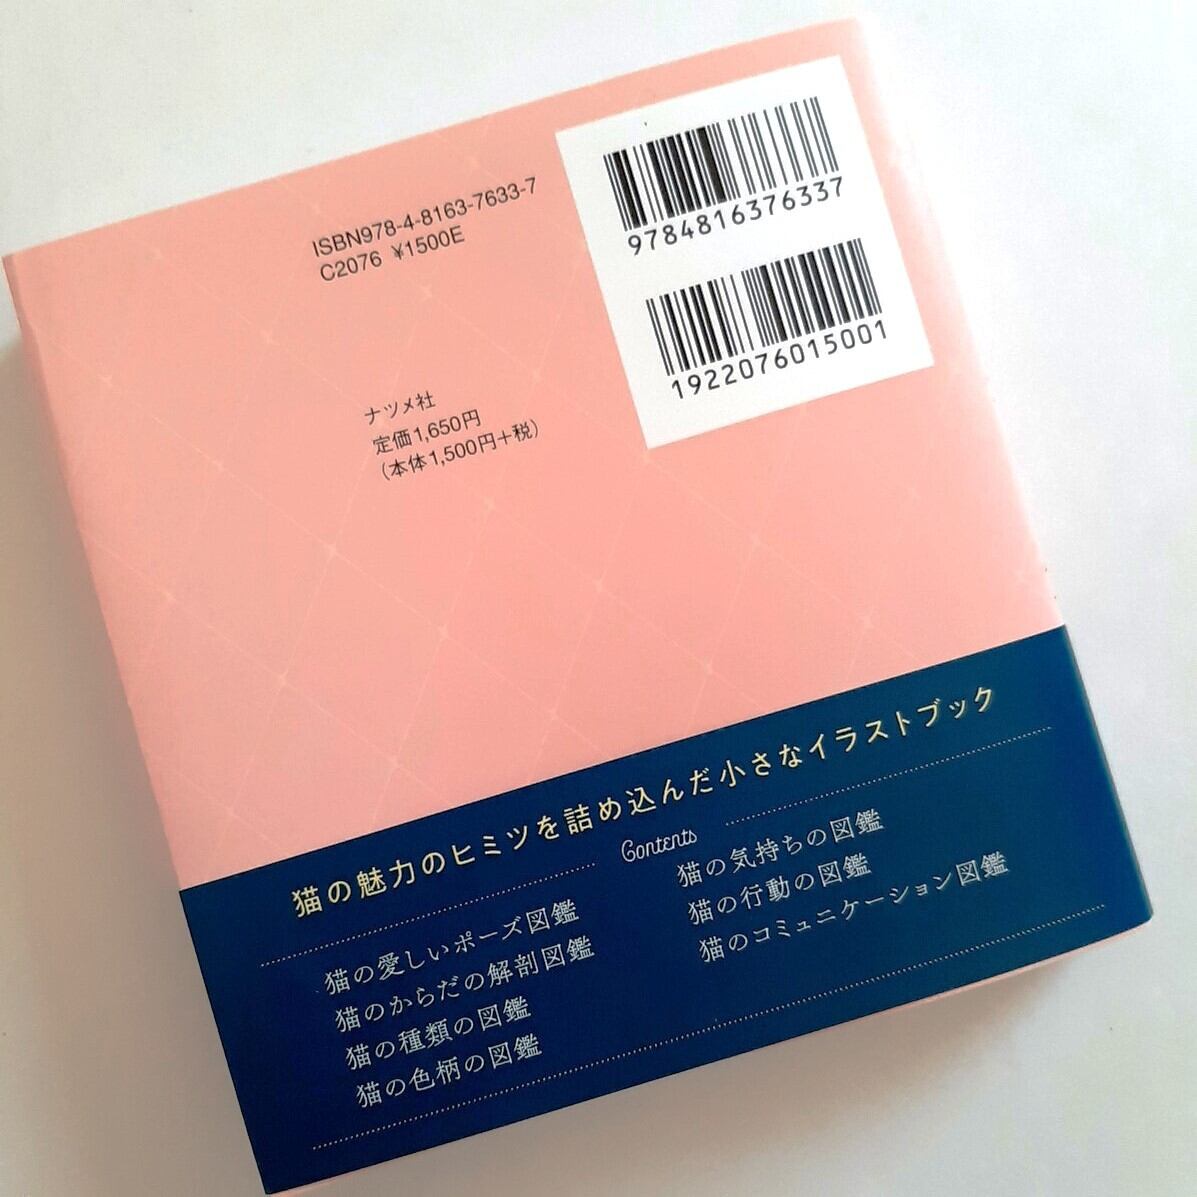 ISBN978-4-8163-7633-7
C2076 ¥1500E
9784816376337
1922076015001
ナツメ社
定価1,650円
(本体1,500円+税)
猫の魅力のヒミツを詰め込んだ小さなイラストブック
Contents
猫の愛しいポーズ図鑑
猫のからだの解剖図鑑
猫の種類の図鑑
猫の色柄の図鑑
猫の気持ちの図鑑
猫の行動の図鑑
猫のコミュニケーション図鑑